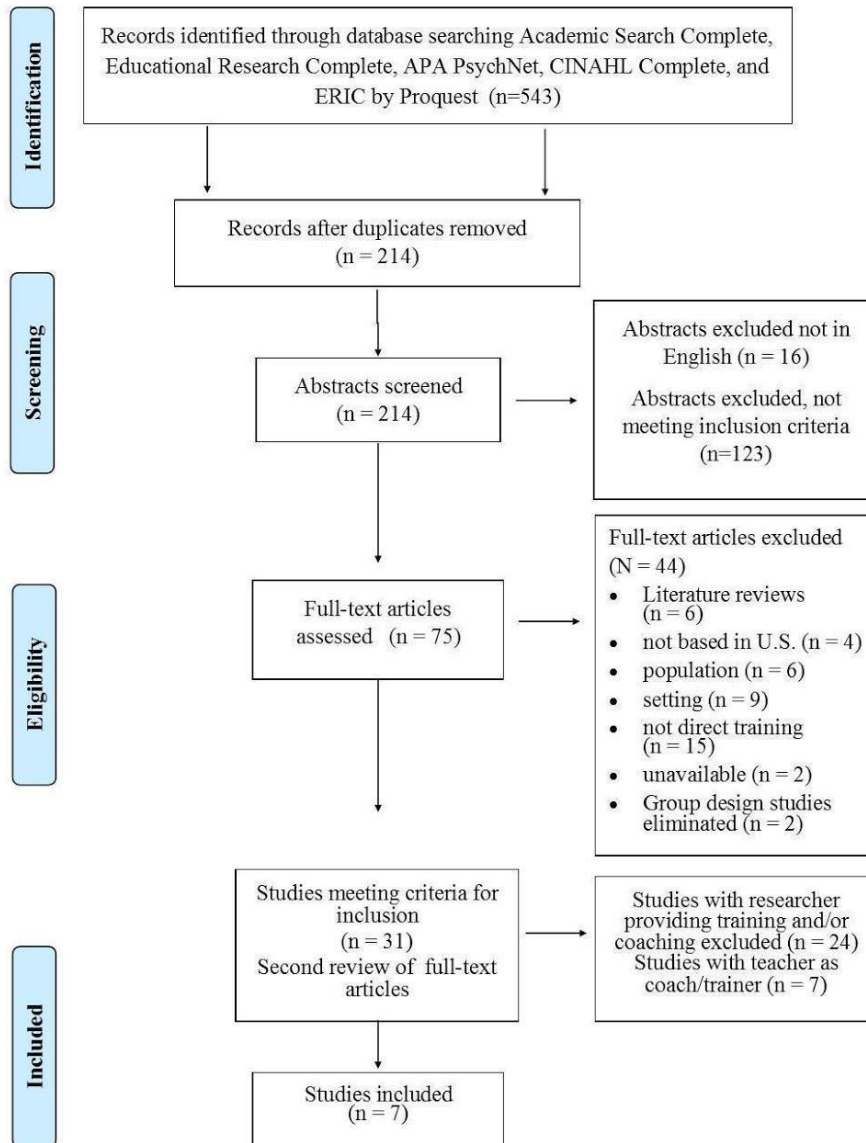 Identification
Records identified through database searching Academic Search Complete,
Educational Research Complete, APA PsychNet, CINAHL Complete, and
ERIC by Proquest (n=543)
Records after duplicates removed
(n = 214)
Screening
Abstracts screened
(n = 214)
Abstracts excluded not in
English (n = 16)
Abstracts excluded, not
meeting inclusion criteria
(n=123)
Eligibility
Full-text articles
assessed (n = 75)
Full-text articles excluded
(N = 44)
• Literature reviews
(n = 6)
• not based in U.S. (n = 4)
• population (n = 6)
• setting (n = 9)
• not direct training
(n = 15)
• unavailable (n = 2)
• Group design studies
eliminated (n = 2)
Included
Studies meeting criteria for
inclusion
(n = 31)
Second review of full-text
articles
Studies with researcher
providing training and/or
coaching excluded (n = 24)
Studies with teacher as
coach/trainer (n = 7)
Studies included
(n = 7)